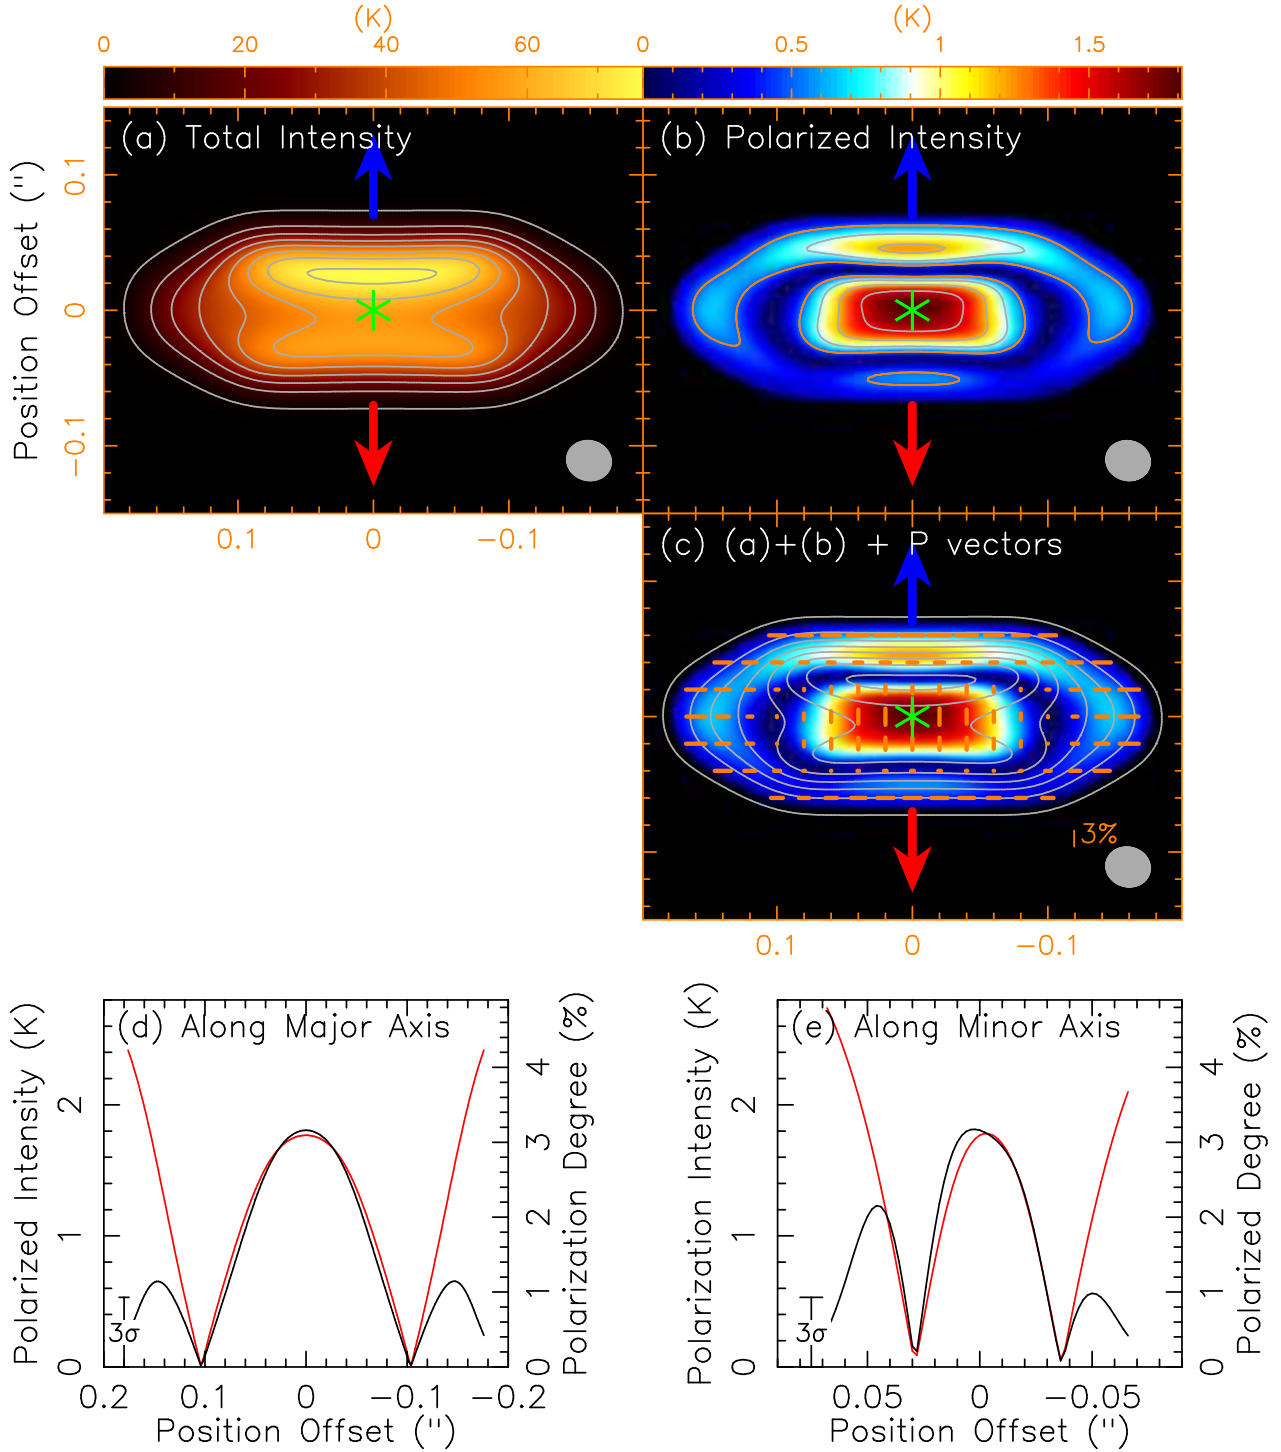 (K) (K)
0 20 40 60 0 0.5 1 1.5
(a) Total Intensity
(b) Polarized Intensity
Position Offset (")
0.1
0
−0.1
0.1 0 −0.1
(c) (a)+(b) + P vectors
3%
0.1 0 −0.1
(d) Along Major Axis
Polarized Intensity (K)
2
1
0
3σ
4
3
2
1
0
Polarization Degree (%)
0.2 0.1 0 −0.1 −0.2
Position Offset (")
(e) Along Minor Axis
Polarization Intensity (K)
2
1
0
3σ
4
3
2
1
0
Polarized Degree (%)
0.05 0 −0.05
Position Offset (")